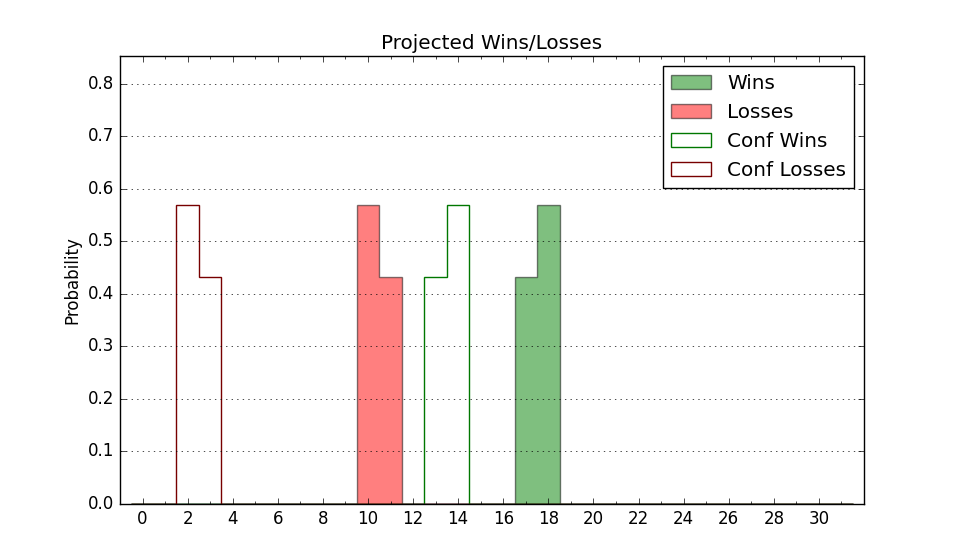 Projected Wins/Losses
Wins
Losses
Conf Wins
Conf Losses
Probability
0.8
0.7
0.6
0.5
0.4
0.3
0.2
0.1
0.0
0 2 4 6 8 10 12 14 16 18 20 22 24 26 28 30